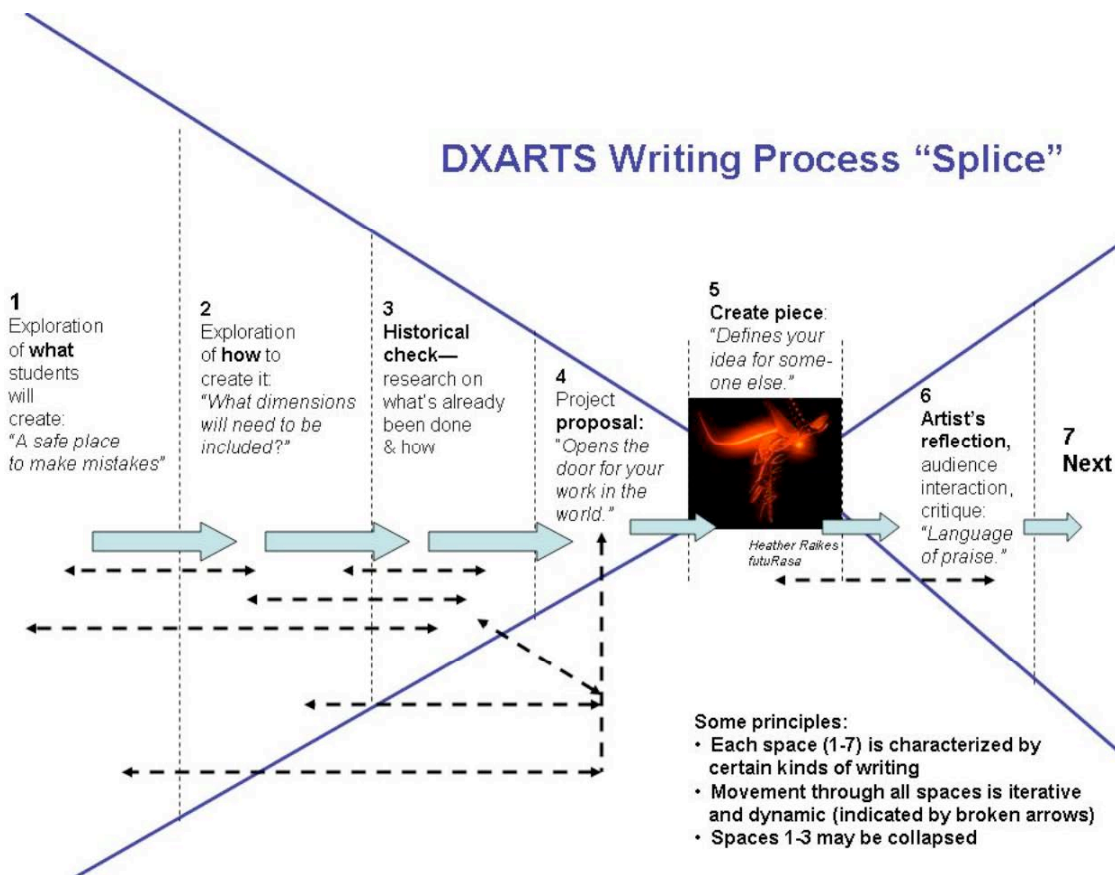 DXARTS Writing Process “Splice”
1
Exploration
of what
students
will
create:
“A safe place
to make mistakes”
2
Exploration
of how to
create it:
“What dimensions
will need to be
included?”
3
Historical
check—
research on
what’s already
been done
& how
4
Project
proposal:
“Opens the
door for your
work in the
world.”
5
Create piece:
“Defines your
idea for some-
one else.”
Heather Raikes
futuRasa
6
Artist’s
reflection,
audience
interaction,
critique:
“Language
of praise.”
7
Next
Some principles:
• Each space (1-7) is characterized by
certain kinds of writing
• Movement through all spaces is iterative
and dynamic (indicated by broken arrows)
• Spaces 1-3 may be collapsed